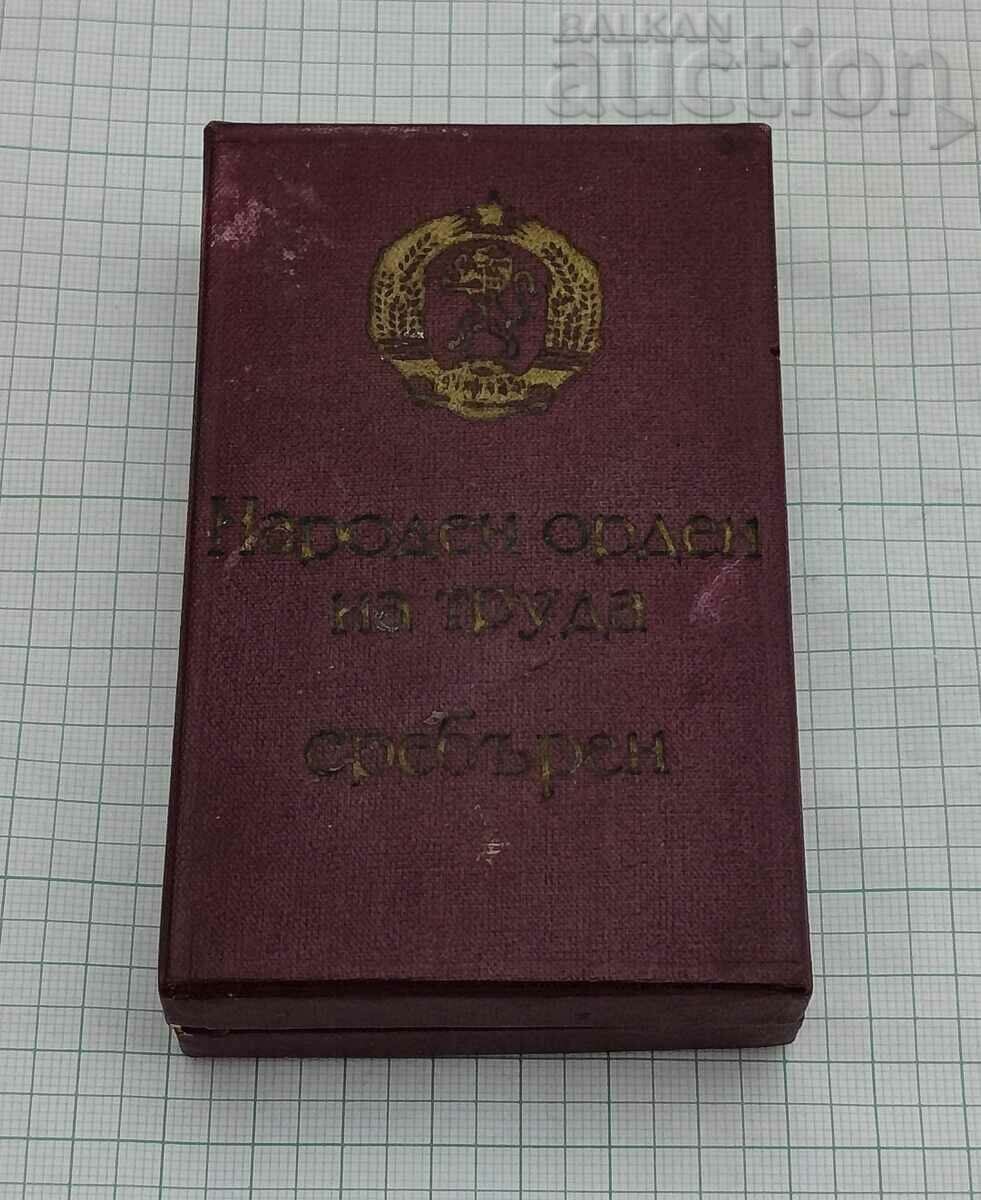 BALKAN
auction
Народен орден
на труда
сребърен